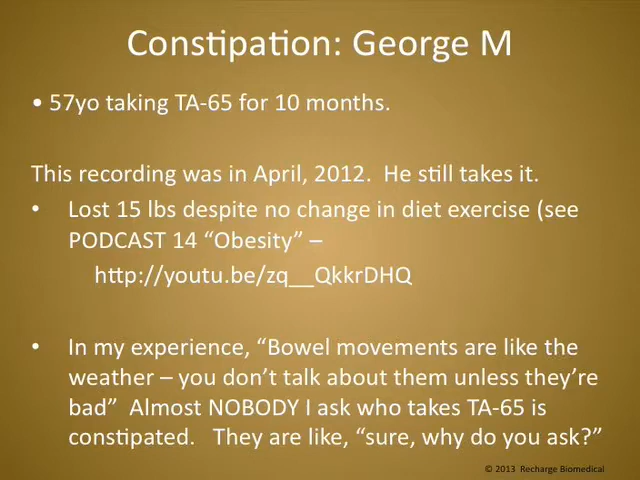 Constipation: George M
• 57yo taking TA-65 for 10 months.
This recording was in April, 2012.  He still takes it.
• Lost 15 lbs despite no change in diet exercise (see
PODCAST 14 “Obesity” –
http://youtu.be/zq__QkkrDHQ
• In my experience, “Bowel movements are like the
weather – you don’t talk about them unless they’re
bad”  Almost NOBODY I ask who takes TA-65 is
constipated.   They are like, “sure, why do you ask?”
© 2013  Recharge Biomedical